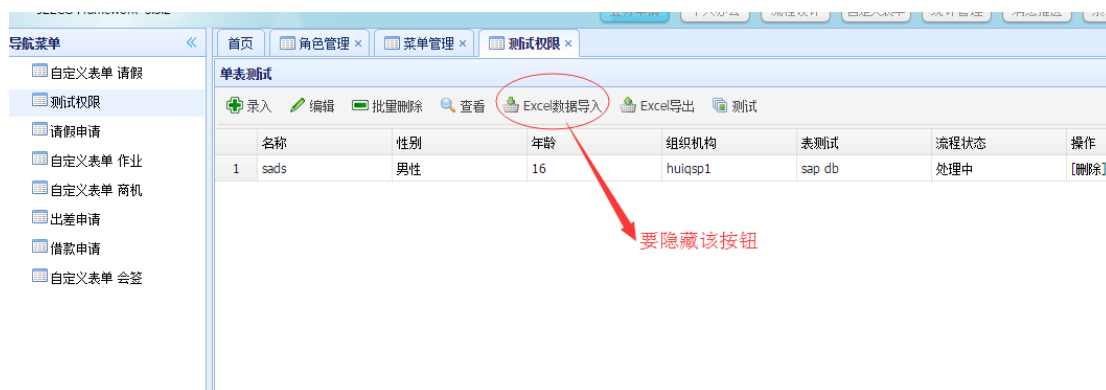 导航菜单
首页
角色管理 ×
菜单管理 ×
测试权限 ×
自定义表单 请假
测试权限
请假申请
自定义表单 作业
自定义表单 商机
出差申请
借款申请
自定义表单 会签
单表测试
录入 编辑 批量删除 查看 Excel数据导入 Excel导出 测试
名称 性别 年龄 组织机构 表测试 流程状态 操作
1 sads 男性 16 huiqsp1 sap db 处理中 [删除]
要隐藏该按钮